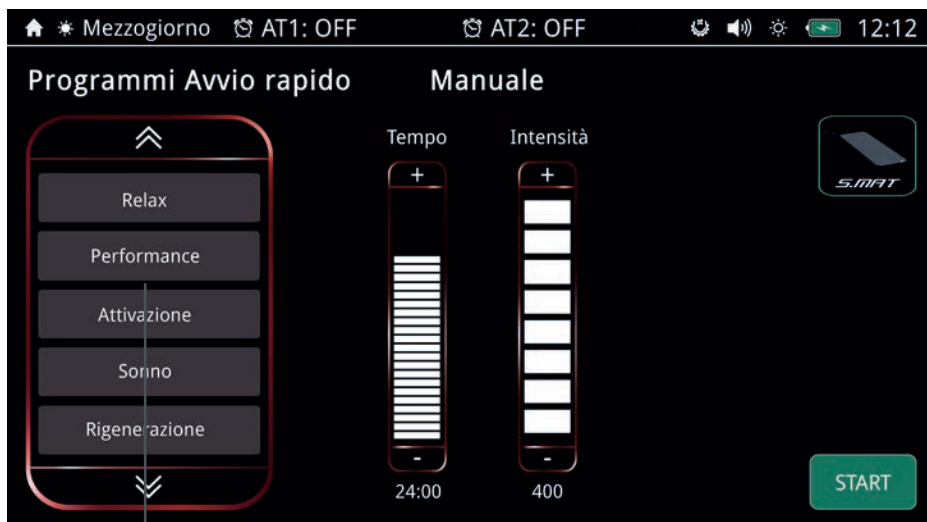 Mezzogiorno AT1: OFF AT2: OFF 12:12
Programmi Avvio rapido Manuale
Tempo Intensità
+ +
S.MAT
Relax
Performance
Attivazione
Sonno
Rigenerazione
- -
24:00 400
START